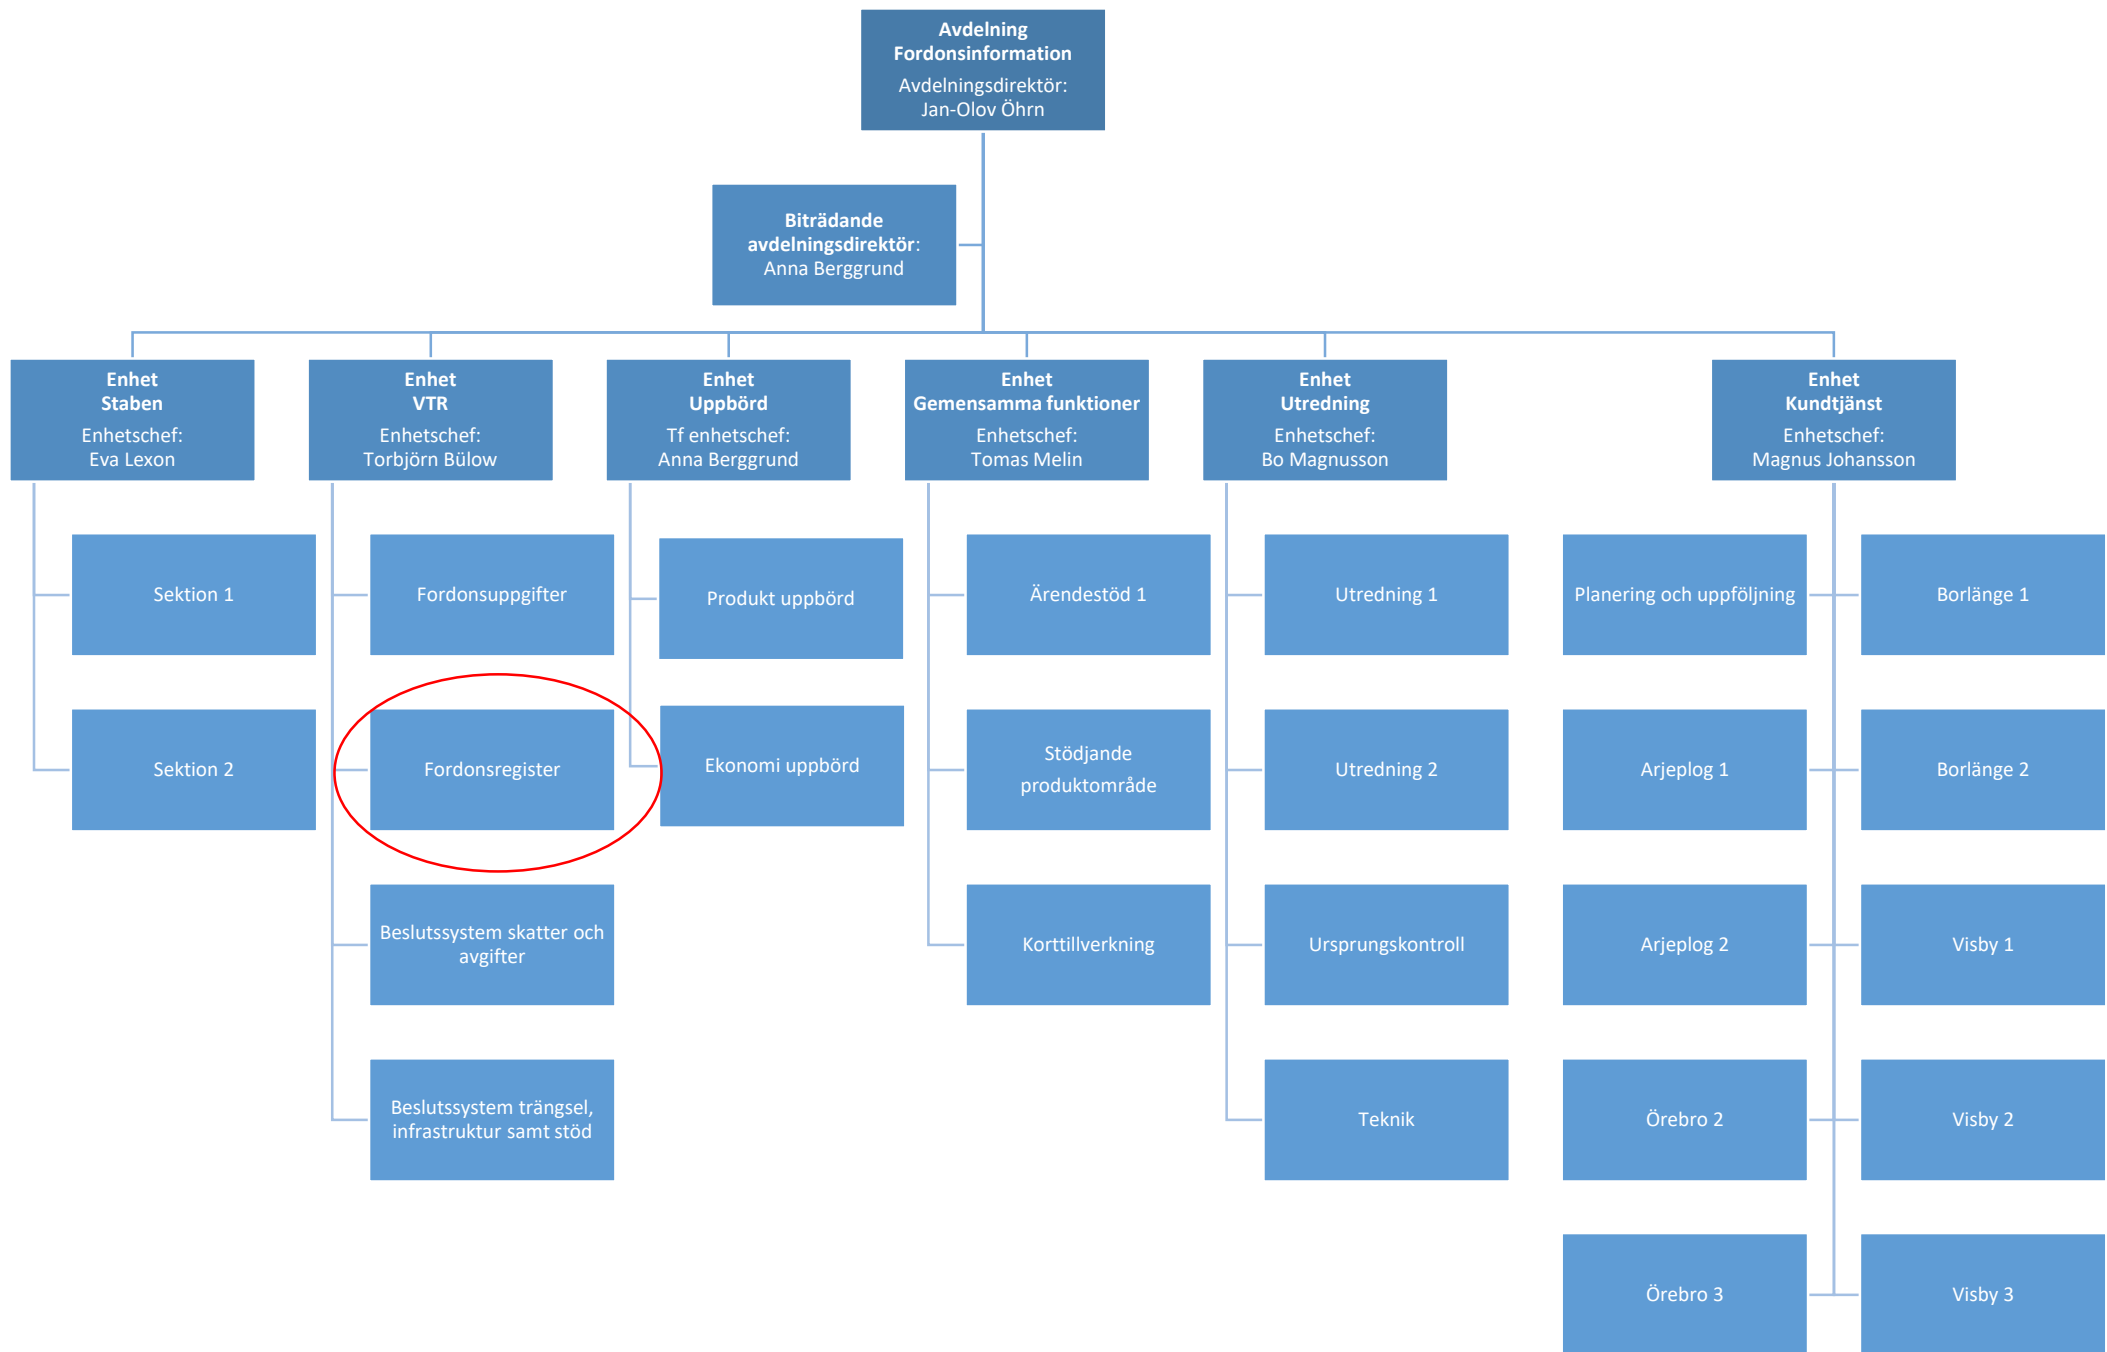 Avdelning
Fordonsinformation
Avdelningsdirektör:
Jan-Olov Öhrn
Biträdande
avdelningsdirektör:
Anna Berggrund
Enhet
Staben
Enhetschef:
Eva Lexon
Enhet
VTR
Enhetschef:
Torbjörn Bülow
Enhet
Uppbörd
Tf enhetschef:
Anna Berggrund
Enhet
Gemensamma funktioner
Enhetschef:
Tomas Melin
Enhet
Utredning
Enhetschef:
Bo Magnusson
Enhet
Kundtjänst
Enhetschef:
Magnus Johansson
Sektion 1
Fordonsuppgifter
Produkt uppbörd
Ärendestöd 1
Utredning 1
Planering och uppföljning
Borlänge 1
Sektion 2
Fordonsregister
Ekonomi uppbörd
Stödjande
produktområde
Utredning 2
Arjeplog 1
Borlänge 2
Beslutssystem skatter och
avgifter
Korttillverkning
Ursprungskontroll
Arjeplog 2
Visby 1
Beslutssystem trängsel,
infrastruktur samt stöd
Teknik
Örebro 2
Visby 2
Örebro 3
Visby 3